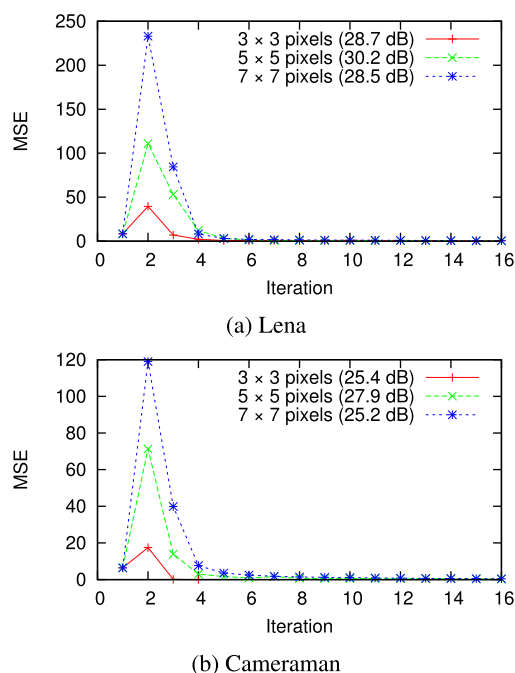 250
200
150
100
50
0
MSE
3 × 3 pixels (28.7 dB)
5 × 5 pixels (30.2 dB)
7 × 7 pixels (28.5 dB)
0 2 4 6 8 10 12 14 16
Iteration
(a) Lena
120
100
80
60
40
20
0
MSE
3 × 3 pixels (25.4 dB)
5 × 5 pixels (27.9 dB)
7 × 7 pixels (25.2 dB)
0 2 4 6 8 10 12 14 16
Iteration
(b) Cameraman